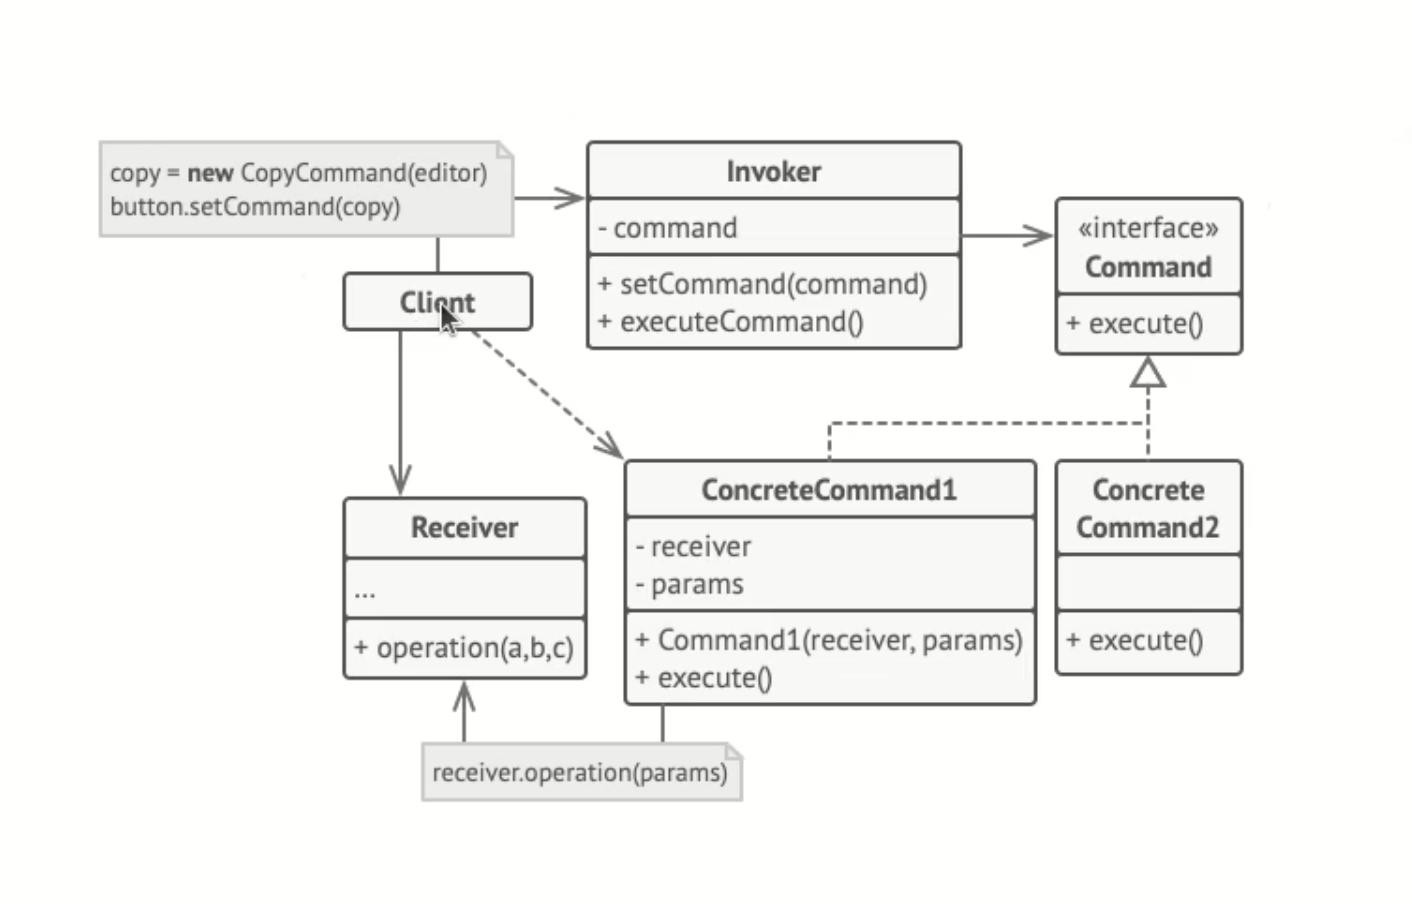 copy = new CopyCommand(editor)
button.setCommand(copy)
Client
Invoker
- command
+ setCommand(command)
+ executeCommand()
«interface»
Command
+ execute()
Receiver
...
+ operation(a,b,c)
ConcreteCommand1
- receiver
- params
+ Command1(receiver, params)
+ execute()
Concrete
Command2
+ execute()
receiver.operation(params)